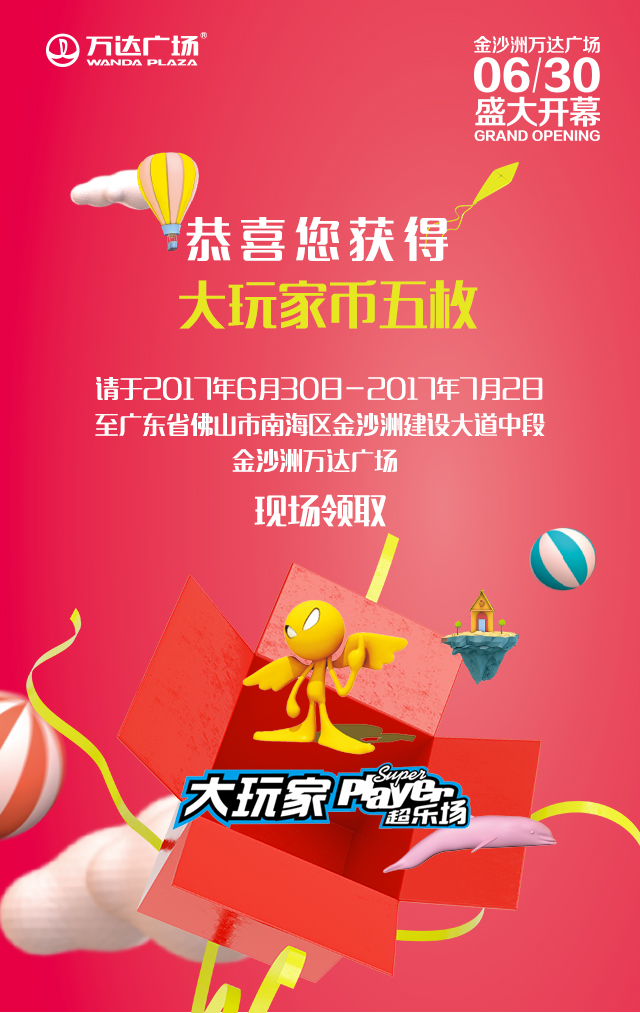 万达广场®
WANDA PLAZA
金沙洲万达广场
06/30
盛大开幕
GRAND OPENING
恭喜您获得
大玩家币五枚
请于2017年6月30日-2017年7月2日
至广东省佛山市南海区金沙洲建设大道中段
金沙洲万达广场
现场领取
大玩家 Super Player 超乐场